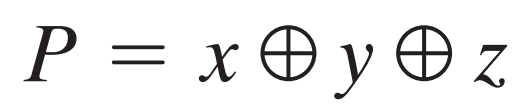 P = x ⊕ y ⊕ z